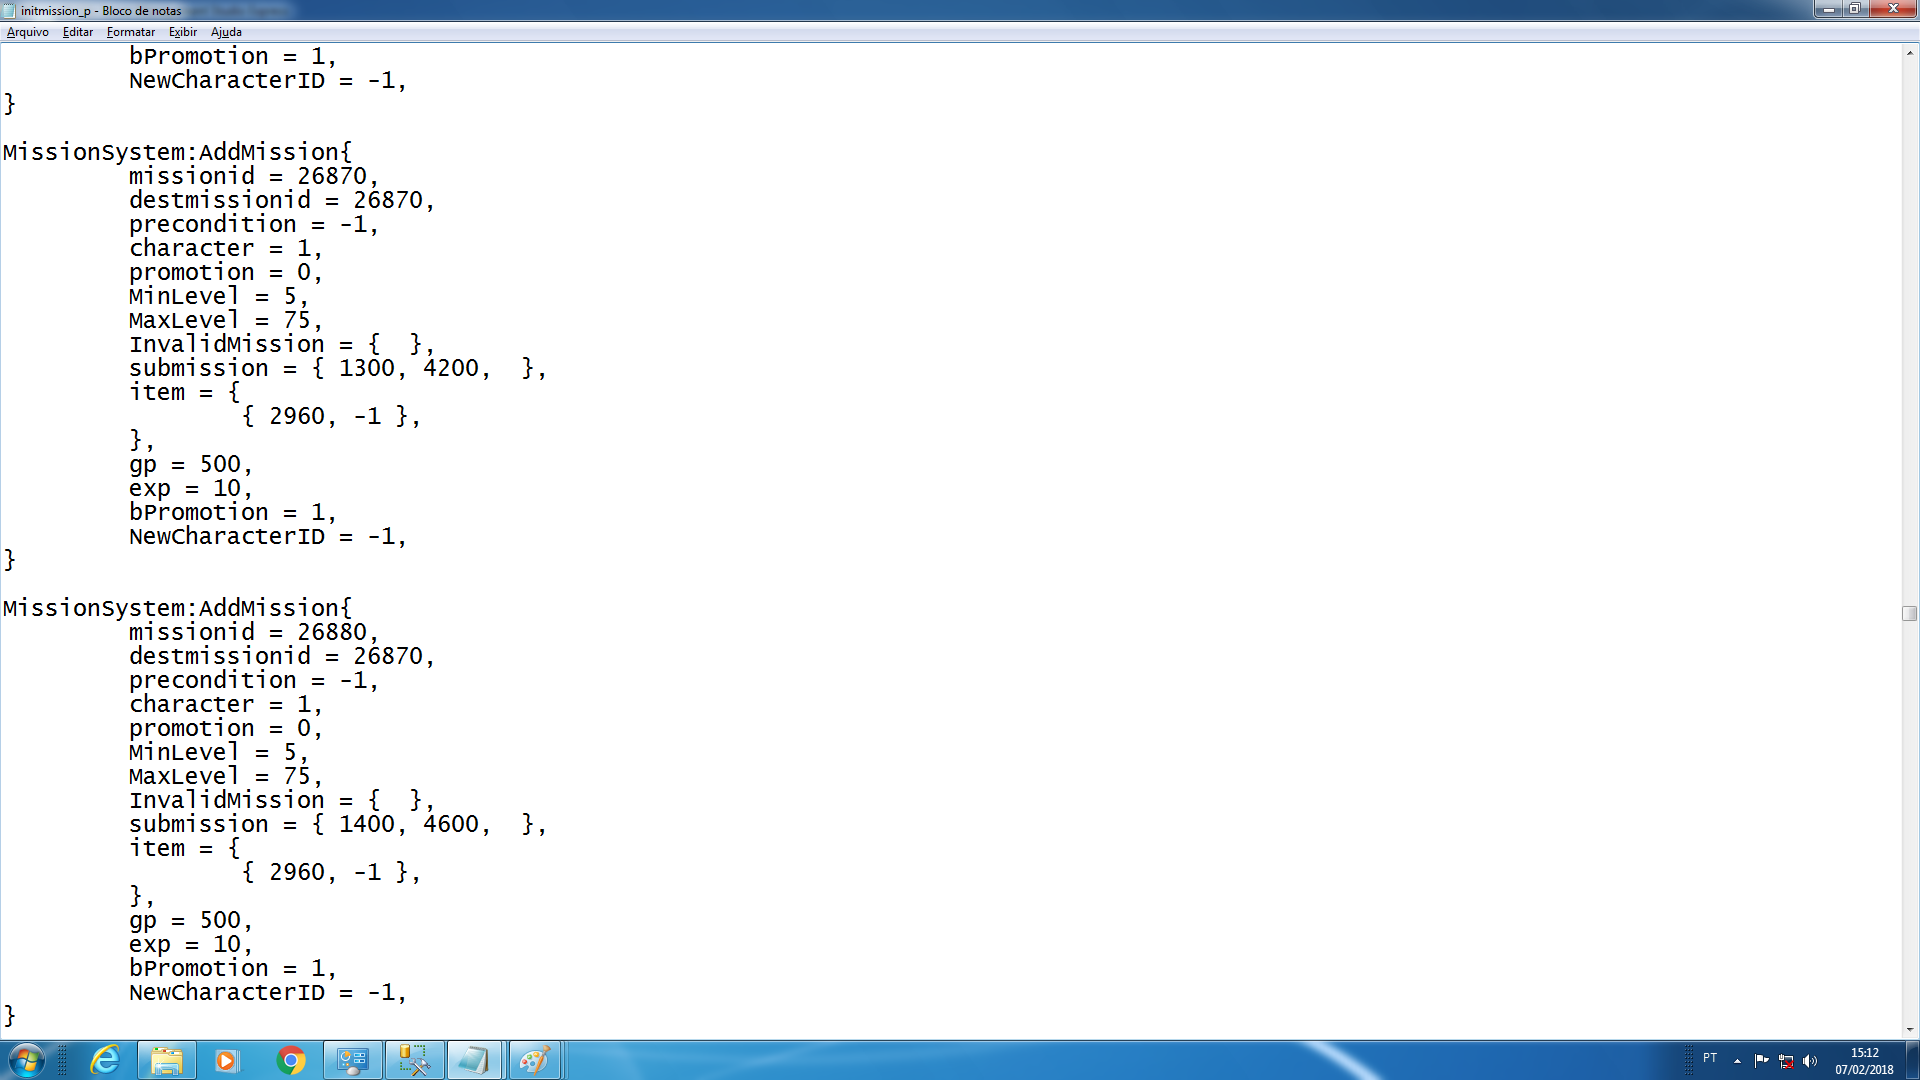 initmission_p - Bloco de notas
Arquivo Editar Formatar Exibir Ajuda
bPromotion = 1,
NewCharacterID = -1,
}
MissionSystem:AddMission{
missionid = 26870,
destmissionid = 26870,
precondition = -1,
character = 1,
promotion = 0,
MinLevel = 5,
MaxLevel = 75,
InvalidMission = {  },
submission = { 1300, 4200,  },
item = {
{ 2960, -1 },
},
gp = 500,
exp = 10,
bPromotion = 1,
NewCharacterID = -1,
}
MissionSystem:AddMission{
missionid = 26880,
destmissionid = 26870,
precondition = -1,
character = 1,
promotion = 0,
MinLevel = 5,
MaxLevel = 75,
InvalidMission = {  },
submission = { 1400, 4600,  },
item = {
{ 2960, -1 },
},
gp = 500,
exp = 10,
bPromotion = 1,
NewCharacterID = -1,
}
PT
15:12
07/02/2018